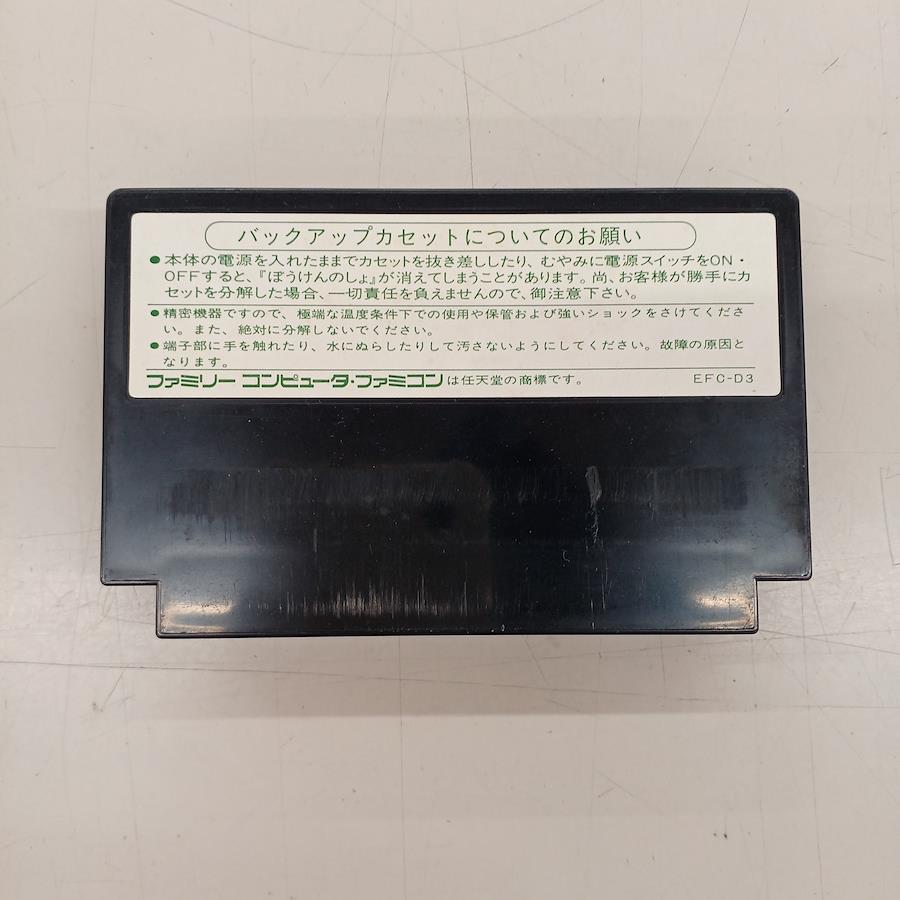 バックアップカセットについてのお願い
●本体の電源を入れたままでカセットを抜き差ししたり、むやみに電源スイッチをON・
OFFすると、『ぼうけんのしょ』が消えてしまうことがあります。尚、お客様が勝手にカ
セットを分解した場合、一切責任を負えませんので、御注意下さい。
●精密機器ですので、極端な温度条件下での使用や保管および強いショックをさけてくださ
い。また、絶対に分解しないでください。
●端子部に手を触れたり、水にぬらしたりして汚さないようにしてください。故障の原因と
なります。
ファミリーコンピュータ・ファミコンは任天堂の商標です。 EFC-D3